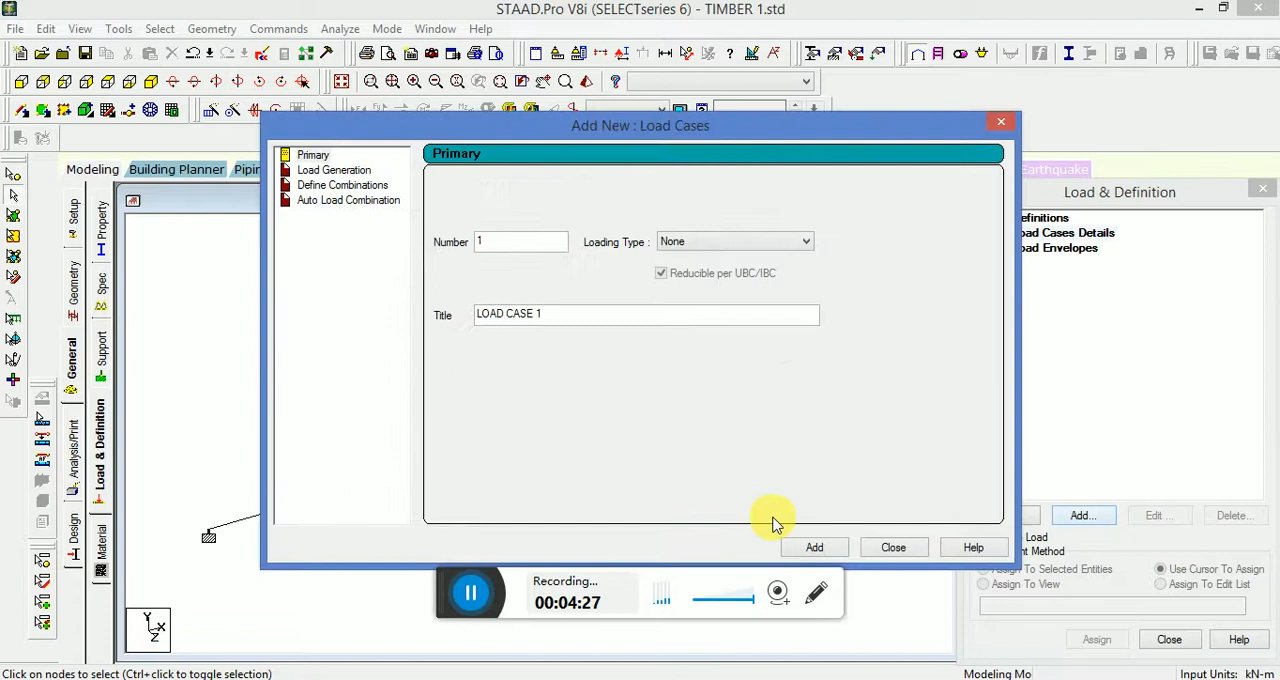 STAAD.Pro V8i (SELECTseries 6) - TIMBER 1.std
File Edit View Tools Select Geometry Commands Analyze Mode Window Help
Add New : Load Cases
Primary
Load Generation
Define Combinations
Auto Load Combination
Primary
Number 1 Loading Type : None
Reducible per UBC/IBC
Title LOAD CASE 1
Add Close Help
Modeling Building Planner
Earthquake
Load & Definition
Setup
Geometry
General
Analysis/Print
Design
Property
Spec
Support
Load & Definition
Material
Add... Edit ... Delete...
Load
Assign To Selected Entities Use Cursor To Assign
Assign To View Assign To Edit List
Assign Close Help
Recording...
00:04:27
Y
X
Z
Click on nodes to select (Ctrl+click to toggle selection) Modeling Mo Input Units: kN-m